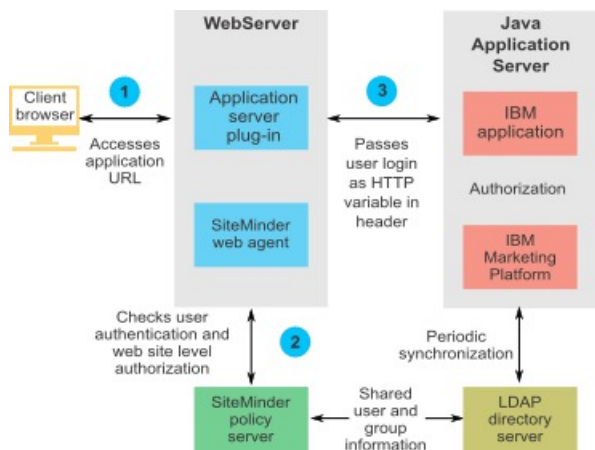 WebServer
Java
Application
Server
1
3
Client
browser
Application
server
plug-in
IBM
application
Accesses
application
URL
Passes
user login
as HTTP
variable in
header
Authorization
SiteMinder
web agent
IBM
Marketing
Platform
Checks user
authentication and
web site level
authorization
2
Periodic
synchronization
SiteMinder
policy
server
Shared
user and
group
information
LDAP
directory
server